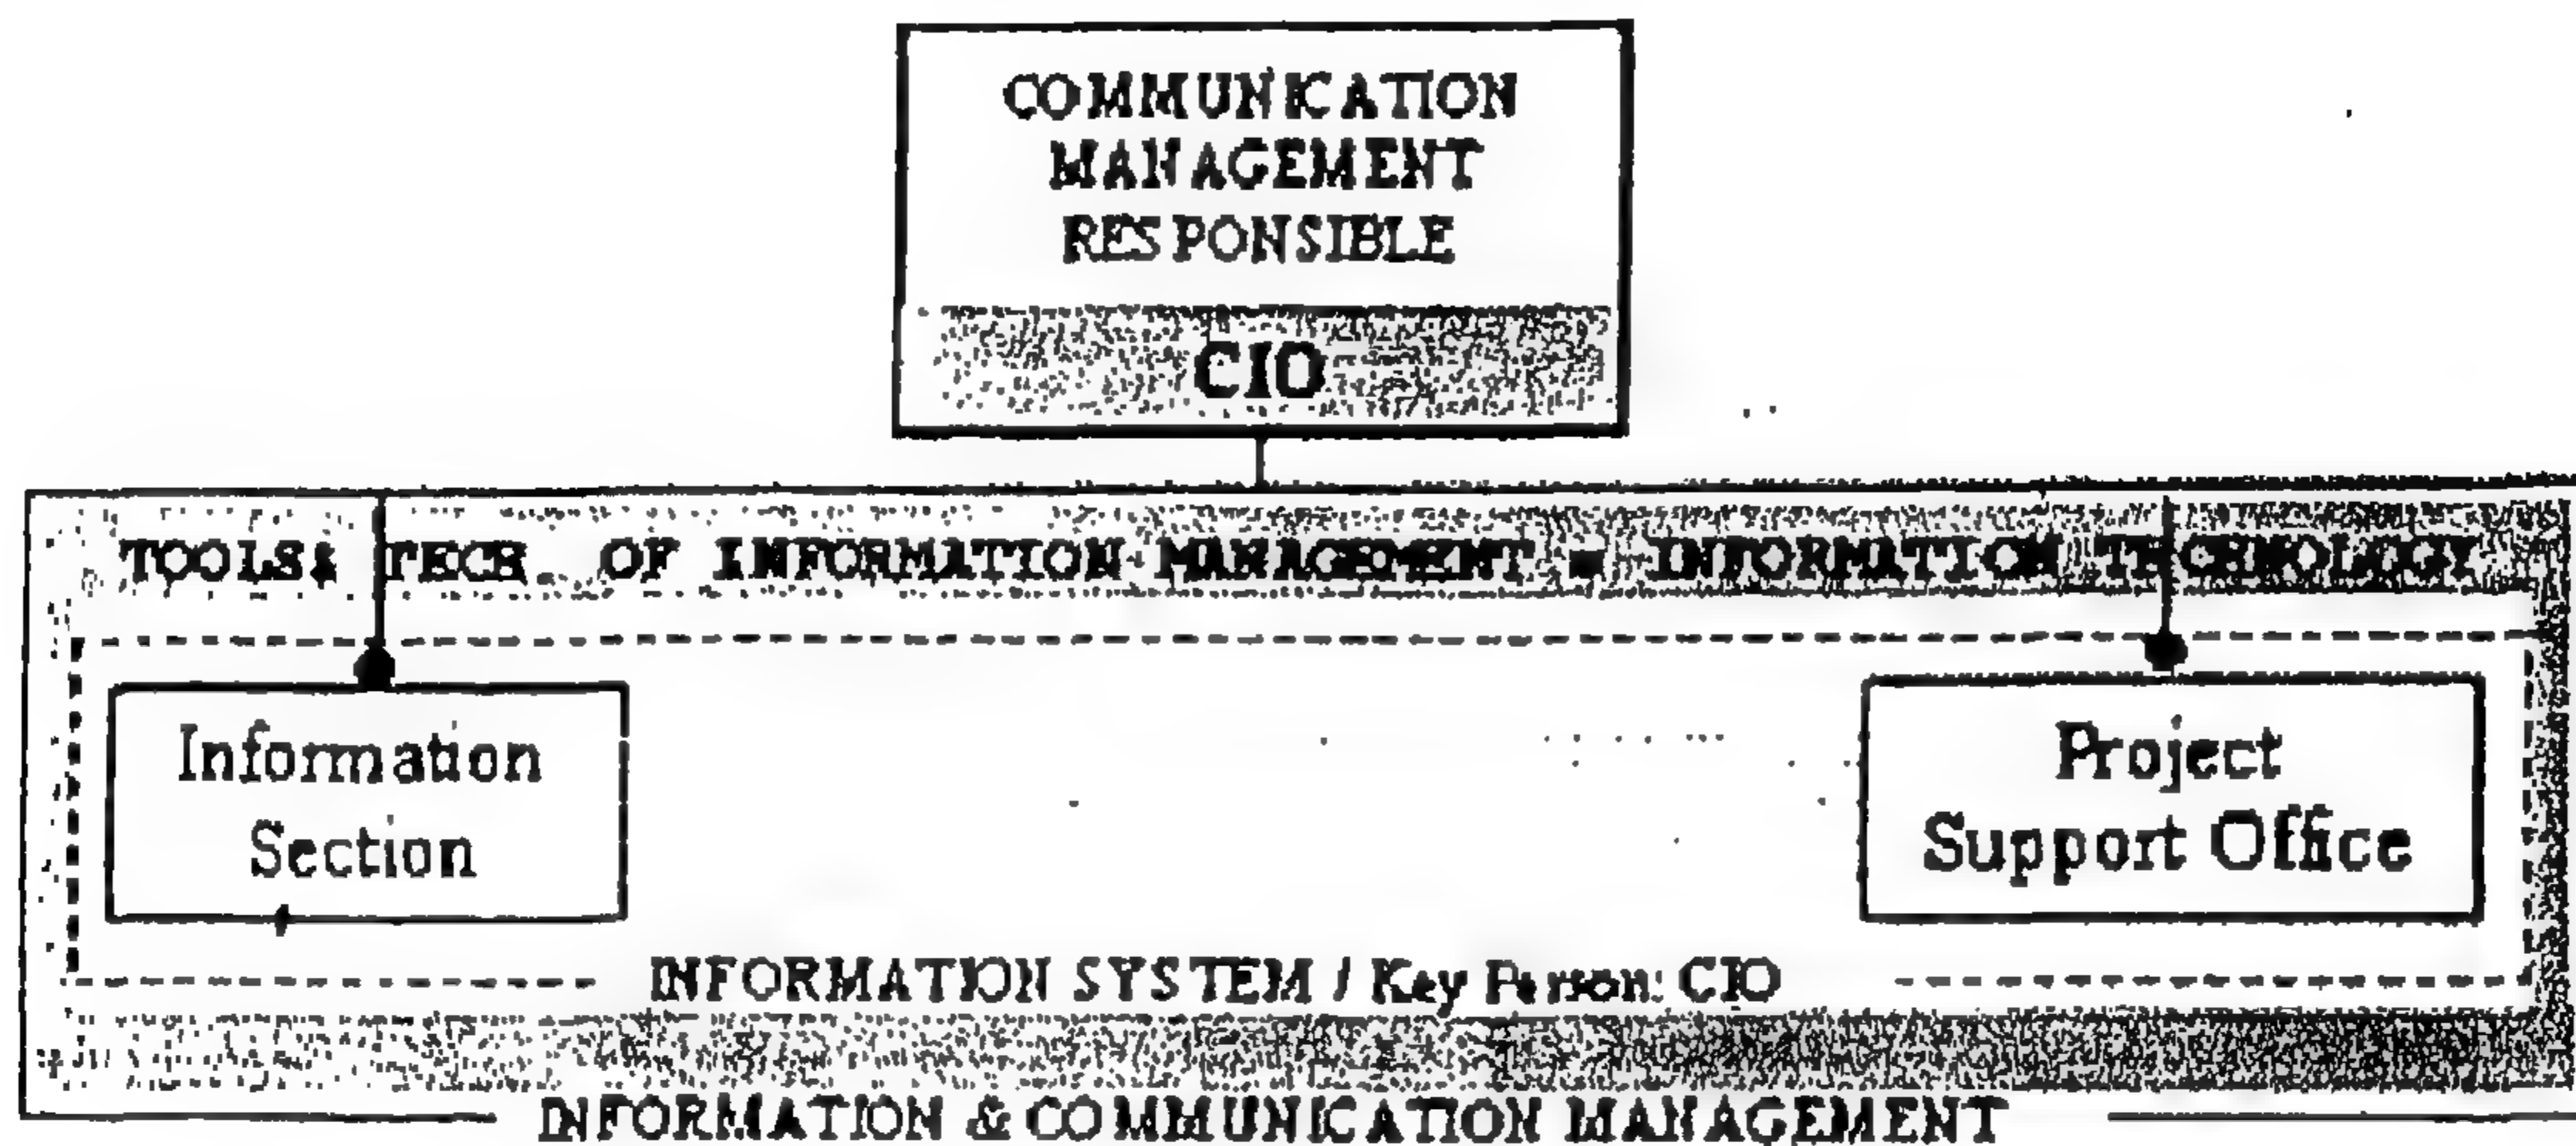 COMMUNICATION
MANAGEMENT
RESPONSIBLE
CIO
TOOLS& TECH. OF INFORMATION MANAGEMENT = INFORMATION TECHNOLOGY
Information
Section
Project
Support Office
INFORMATION SYSTEM / Key Person: CIO
INFORMATION & COMMUNICATION MANAGEMENT